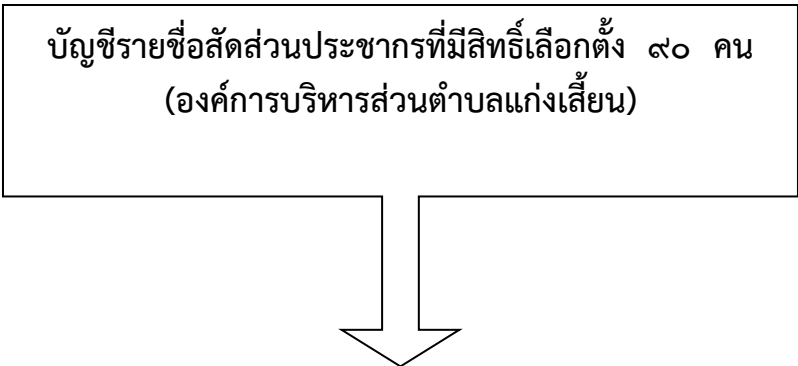 บัญชีรายชื่อสัดส่วนประชากรที่มีสิทธิ์เลือกตั้ง ๙๐ คน
(องค์การบริหารส่วนตำบลแก่งเสี้ยน)